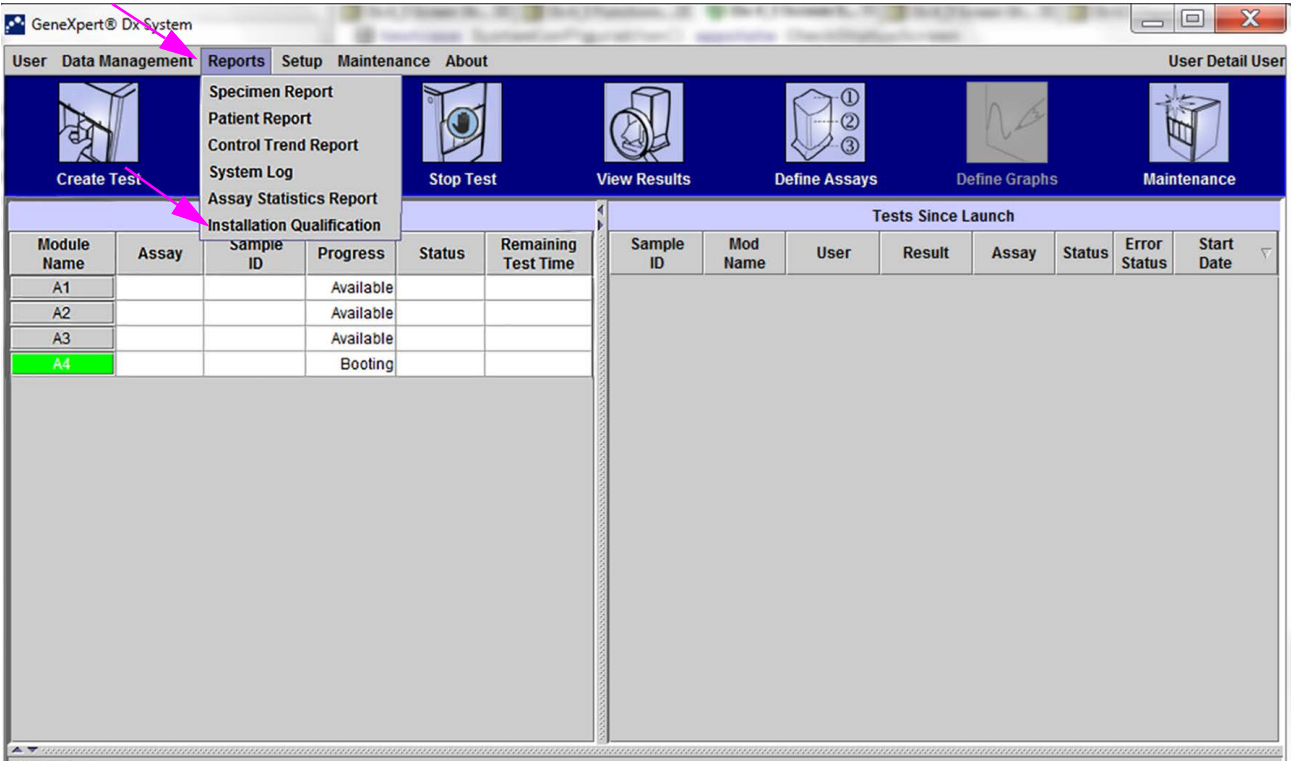 GeneXpert® Dx System
User Data Management Reports Setup Maintenance About User Detail User
Specimen Report
Patient Report
Control Trend Report
System Log
Assay Statistics Report
Installation Qualification
Create Test Stop Test View Results Define Assays Define Graphs Maintenance
1
2
3
Tests Since Launch
Module Name Assay Sample ID Progress Status Remaining Test Time
Sample ID Mod Name User Result Assay Status Error Status Start Date
A1 Available
A2 Available
A3 Available
A4 Booting